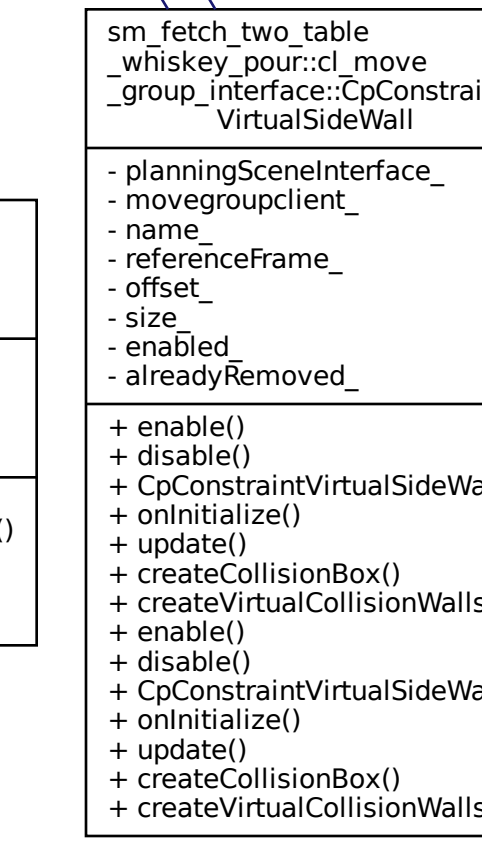 sm_fetch_two_table
_whiskey_pour::cl_move
_group_interface::CpConstrai
VirtualSideWall
- planningSceneInterface_
- movegroupclient_
- name_
- referenceFrame_
- offset_
- size_
- enabled_
- alreadyRemoved_
+ enable()
+ disable()
+ CpConstraintVirtualSideWa
+ onInitialize()
+ update()
+ createCollisionBox()
+ createVirtualCollisionWalls
+ enable()
+ disable()
+ CpConstraintVirtualSideWa
+ onInitialize()
+ update()
+ createCollisionBox()
+ createVirtualCollisionWalls
()